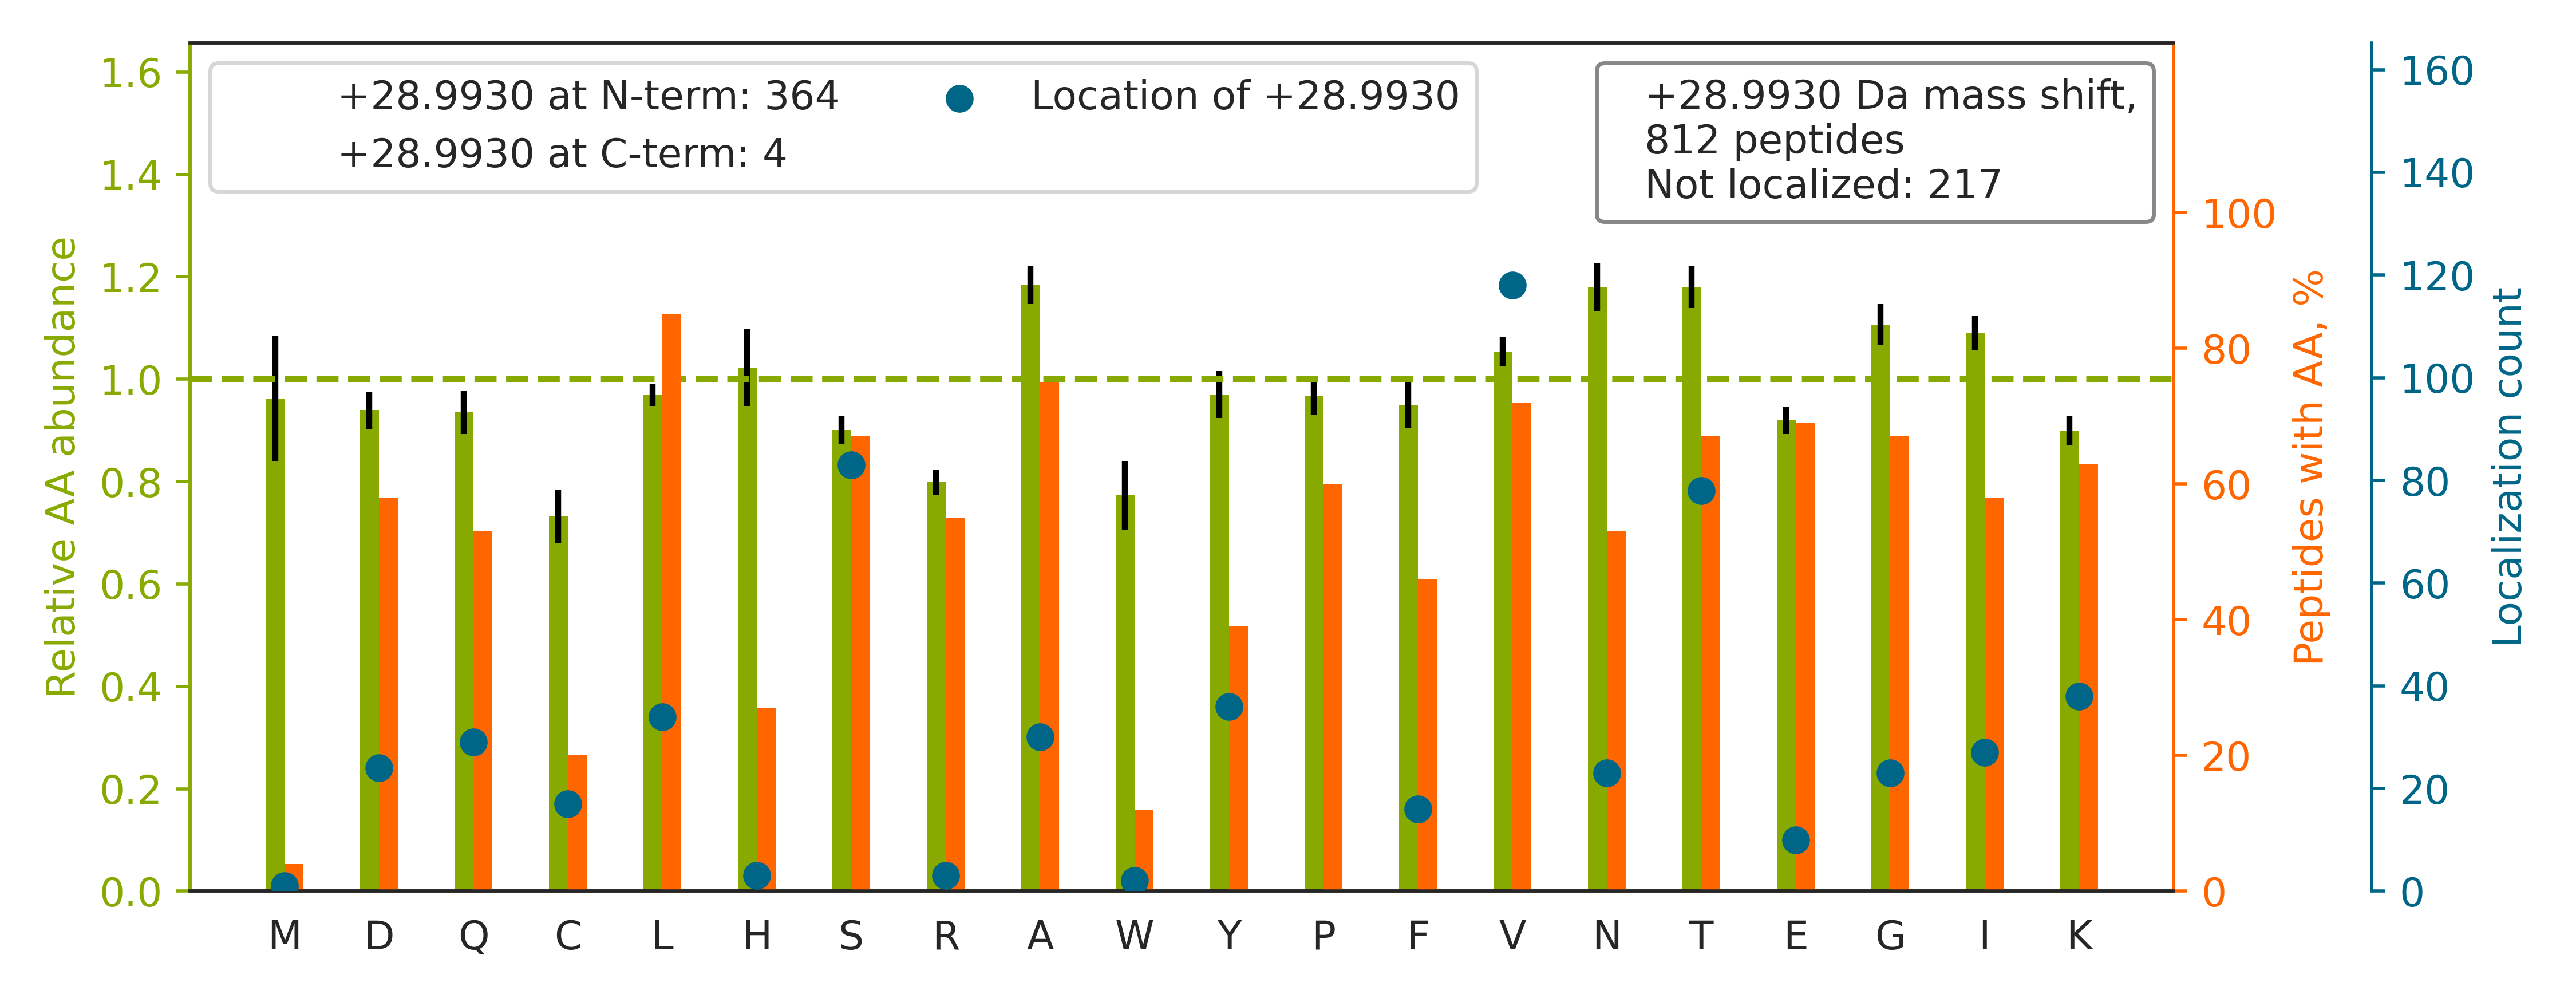 +28.9930 at N-term: 364
+28.9930 at C-term: 4
Location of +28.9930
+28.9930 Da mass shift,
812 peptides
Not localized: 217
Relative AA abundance
1.6
1.4
1.2
1.0
0.8
0.6
0.4
0.2
0.0
M D Q C L H S R A W Y P F V N T E G I K
100
80
60
40
20
0
Peptides with AA, %
160
140
120
100
80
60
40
20
0
Localization count